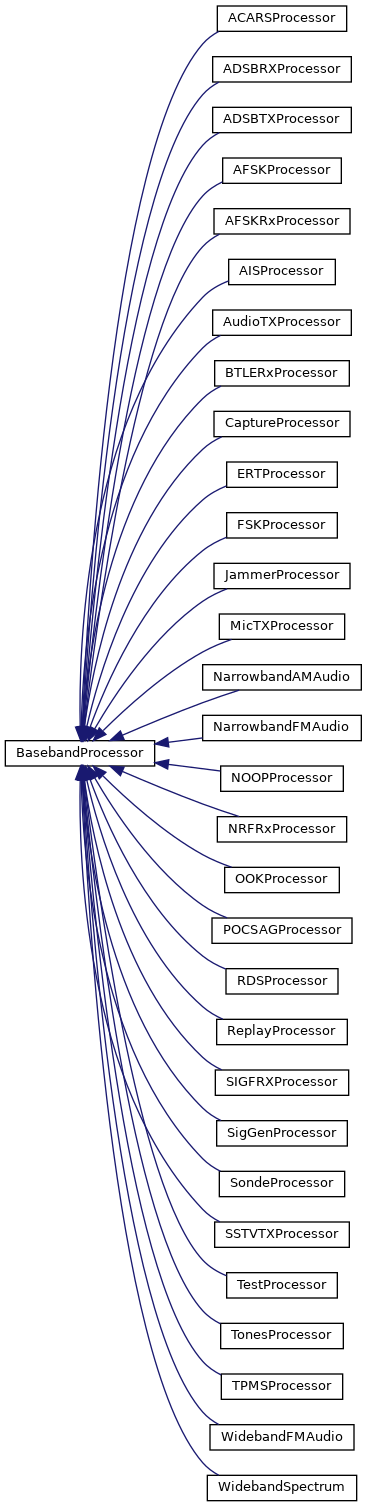 ACARSProcessor
ADSBRXProcessor
ADSBTXProcessor
AFSKProcessor
AFSKRxProcessor
AISProcessor
AudioTXProcessor
BTLERxProcessor
CaptureProcessor
ERTProcessor
FSKProcessor
JammerProcessor
MicTXProcessor
NarrowbandAMAudio
NarrowbandFMAudio
BasebandProcessor
NOOPProcessor
NRFRxProcessor
OOKProcessor
POCSAGProcessor
RDSProcessor
ReplayProcessor
SIGFRXProcessor
SigGenProcessor
SondeProcessor
SSTVTXProcessor
TestProcessor
TonesProcessor
TPMSProcessor
WidebandFMAudio
WidebandSpectrum